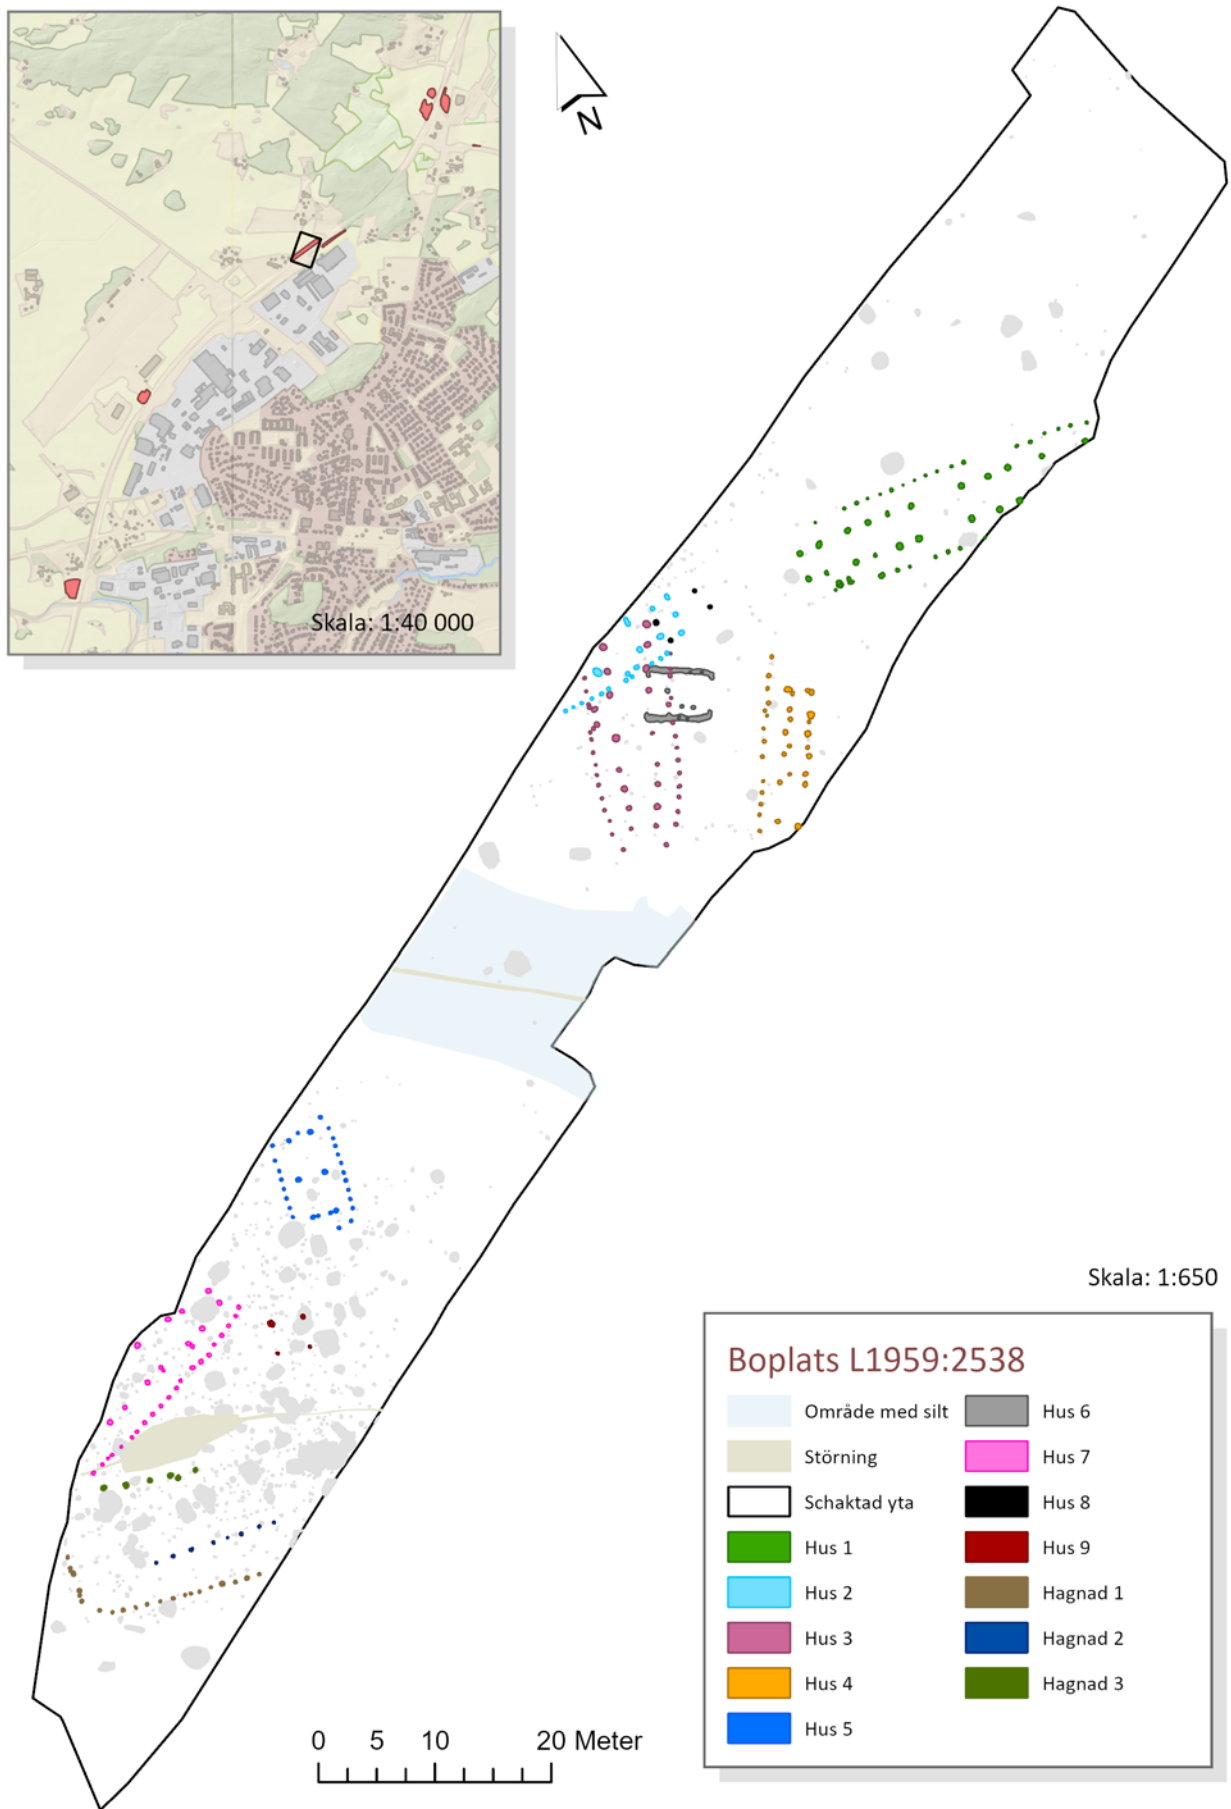 N
Skala: 1:40 000
Skala: 1:650
Boplats L1959:2538
Område med silt
Störning
Schaktad yta
Hus 1
Hus 2
Hus 3
Hus 4
Hus 5
Hus 6
Hus 7
Hus 8
Hus 9
Hagnad 1
Hagnad 2
Hagnad 3
0 5 10 20 Meter